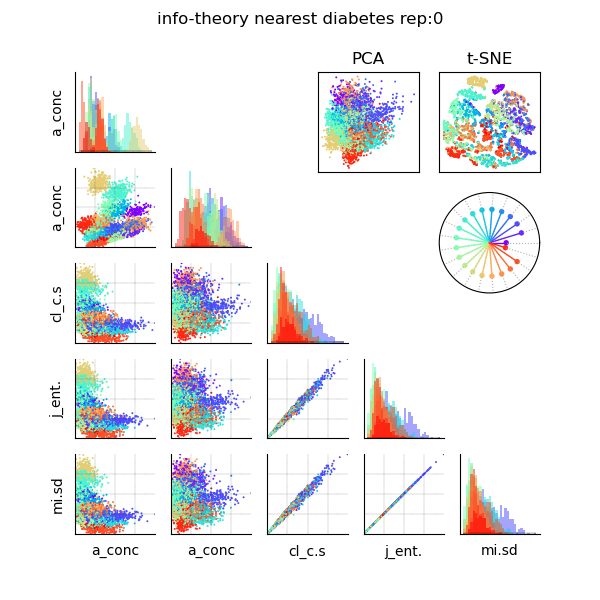 info-theory nearest diabetes rep:0
PCA
t-SNE
a_conc
a_conc
cl_c.s
j_ent.
mi.sd
a_conc
a_conc
cl_c.s
j_ent.
mi.sd